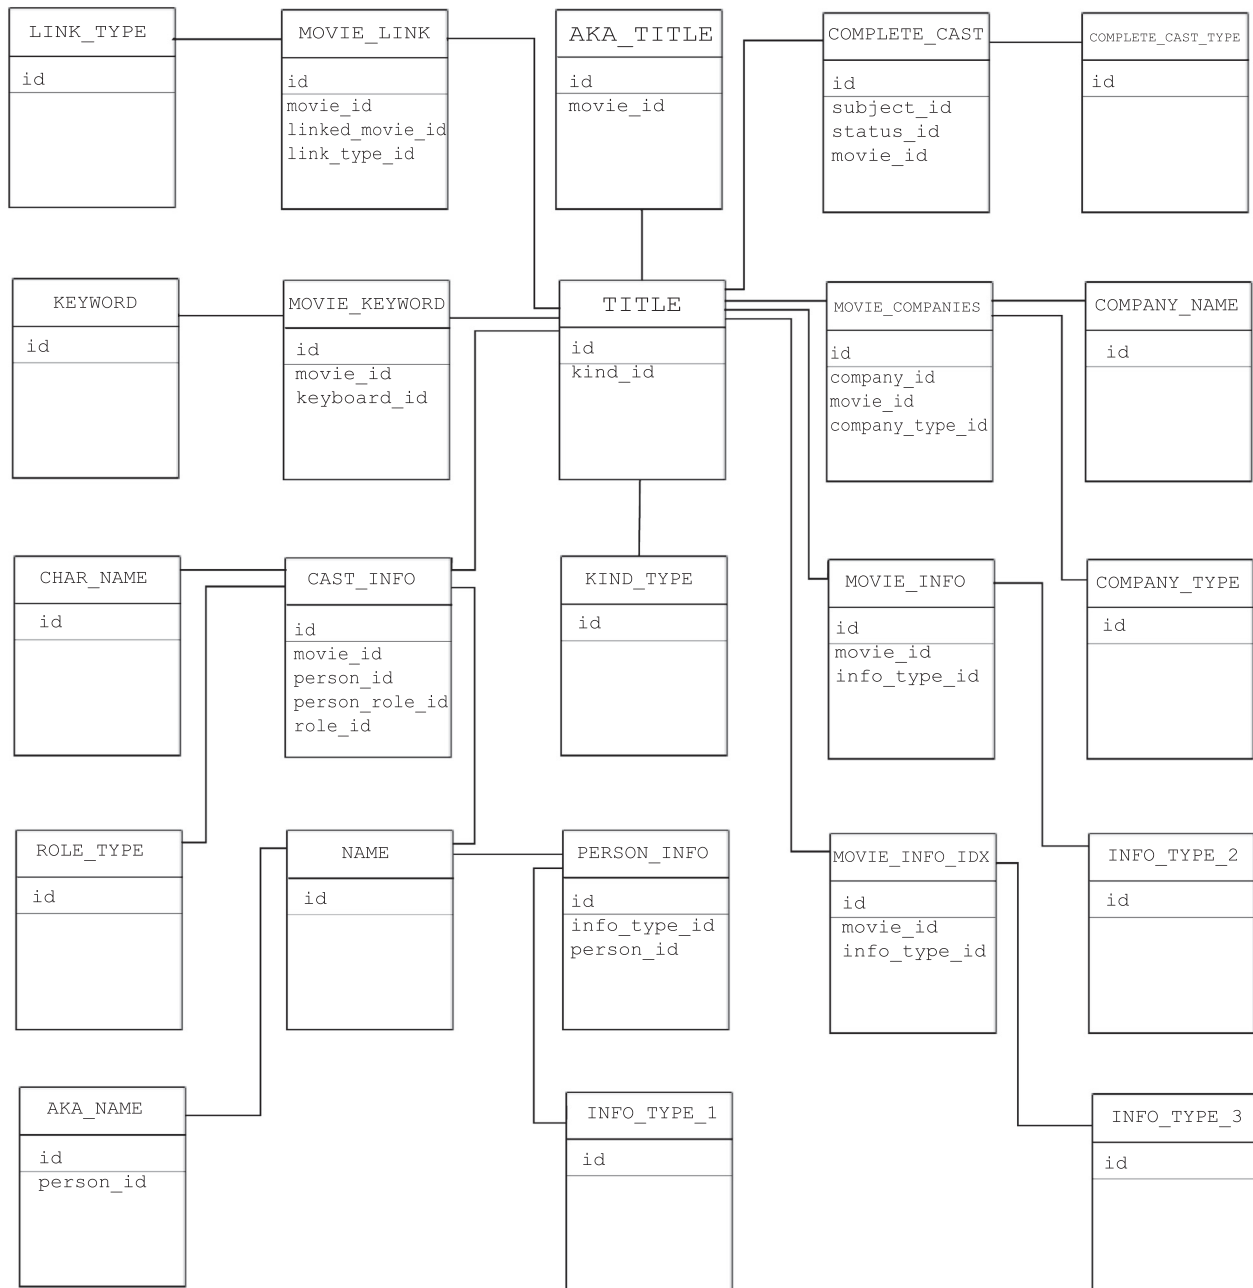 LINK_TYPE
id
MOVIE_LINK
id
movie_id
linked_movie_id
link_type_id
AKA_TITLE
id
movie_id
COMPLETE_CAST
id
subject_id
status_id
movie_id
COMPLETE_CAST_TYPE
id
KEYWORD
id
MOVIE_KEYWORD
id
movie_id
keyboard_id
TITLE
id
kind_id
MOVIE_COMPANIES
id
company_id
movie_id
company_type_id
COMPANY_NAME
id
CHAR_NAME
id
CAST_INFO
id
movie_id
person_id
person_role_id
role_id
KIND_TYPE
id
MOVIE_INFO
id
movie_id
info_type_id
COMPANY_TYPE
id
ROLE_TYPE
id
NAME
id
PERSON_INFO
id
info_type_id
person_id
MOVIE_INFO_IDX
id
movie_id
info_type_id
INFO_TYPE_2
id
AKA_NAME
id
person_id
INFO_TYPE_1
id
INFO_TYPE_3
id